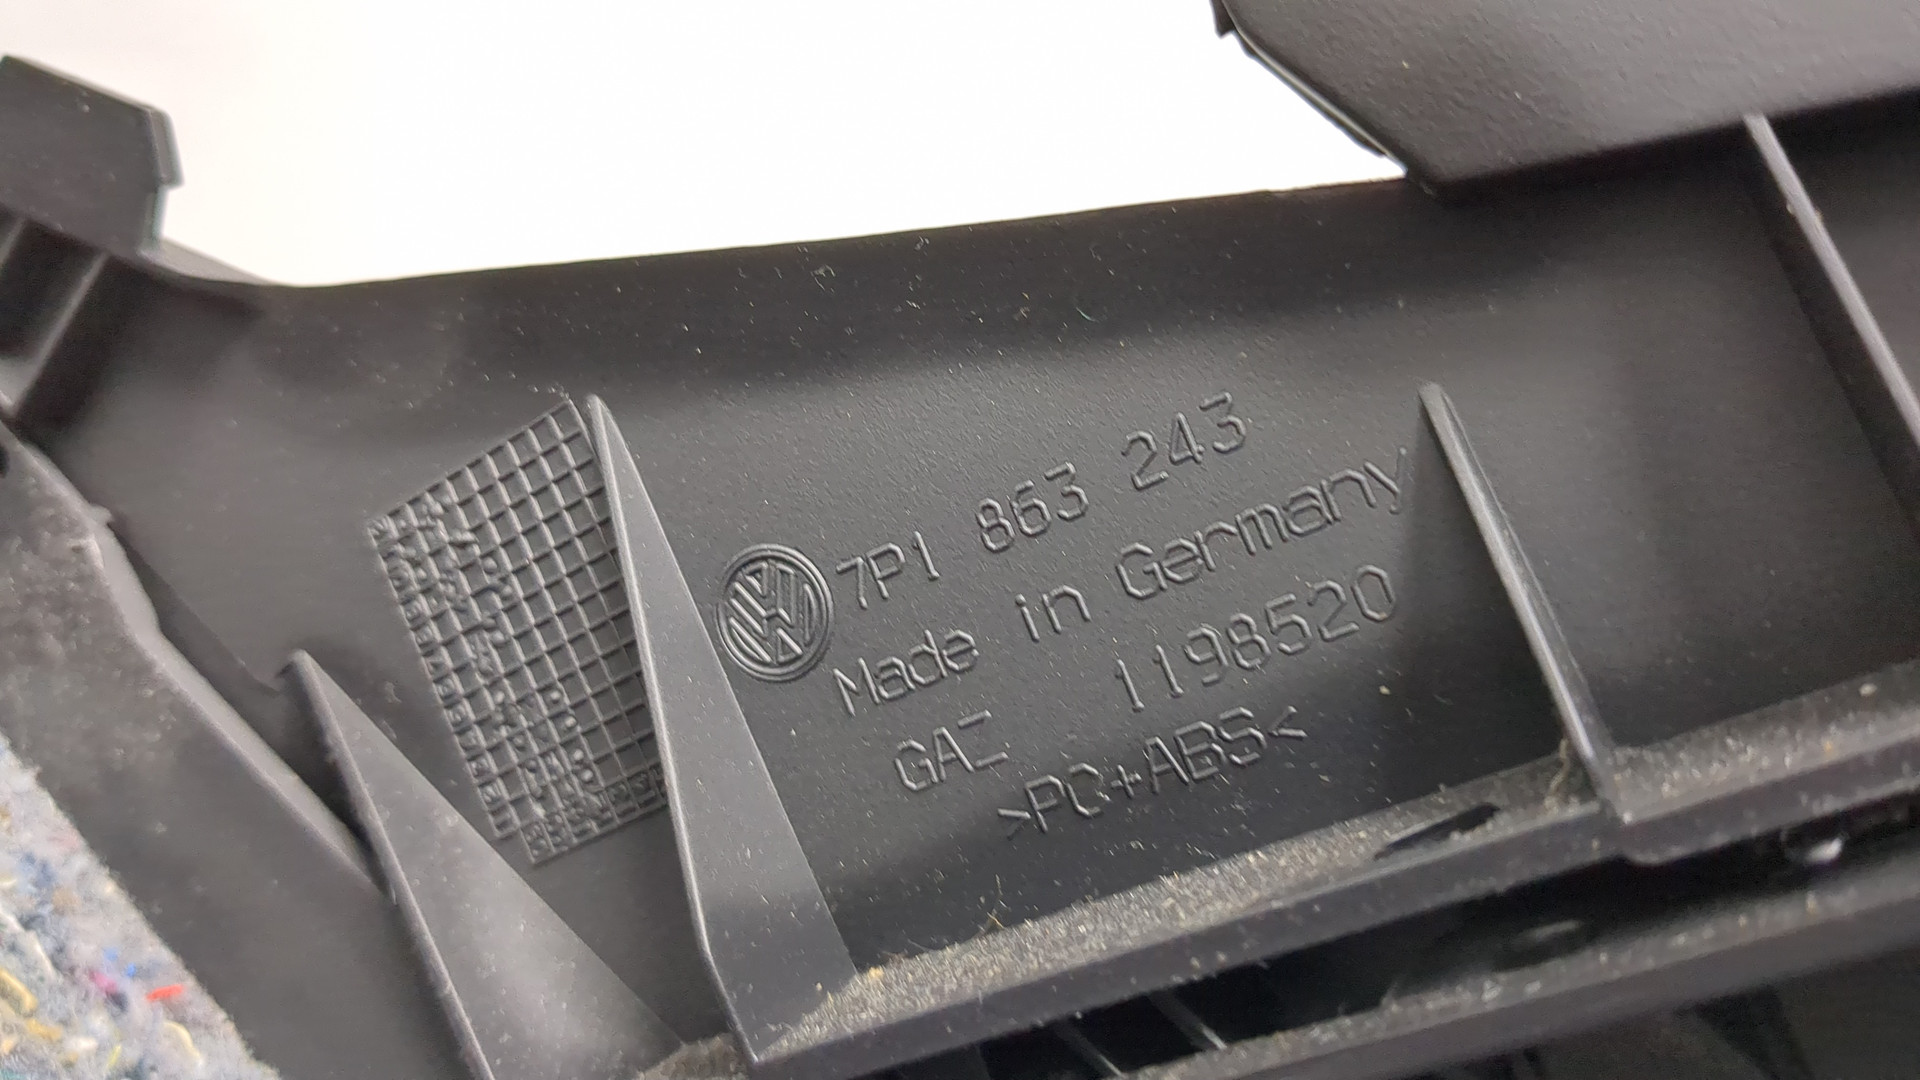 7P1 863 243
Made in Germany
GAZ 1198520
>PC+ABS<